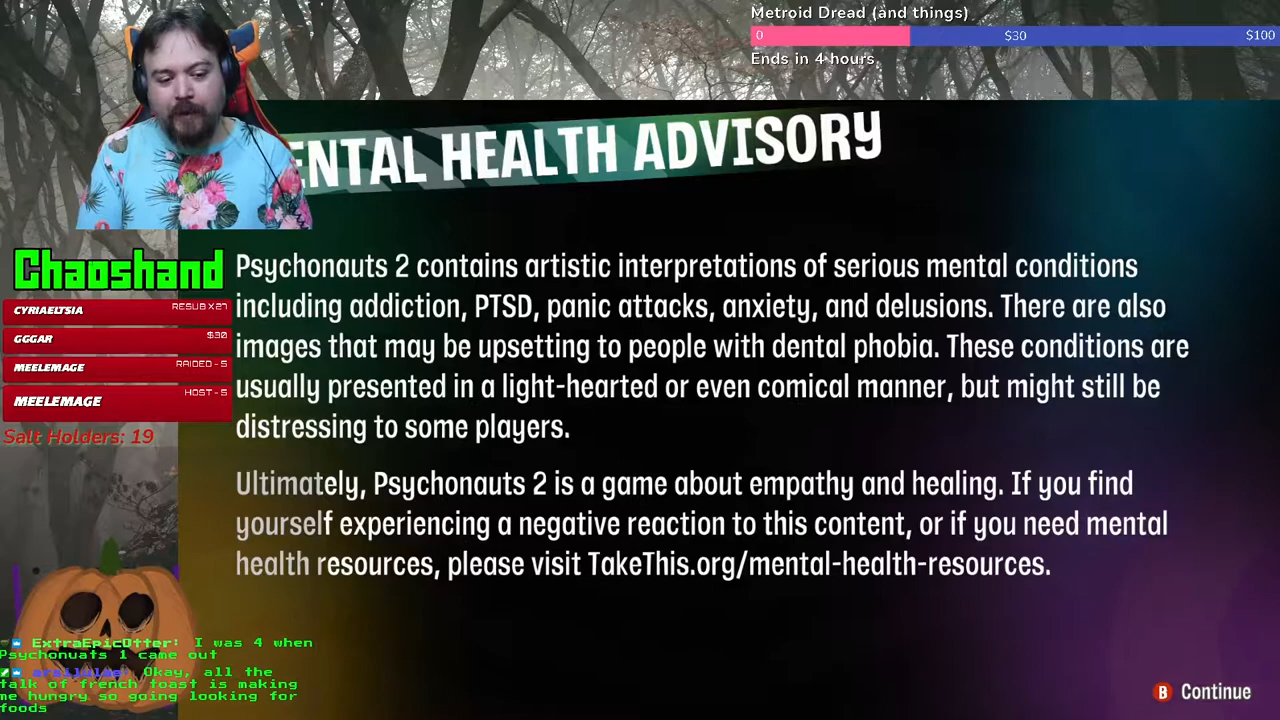 Metroid Dread (and things)
0 $30 $100
Ends in 4 hours
ENTAL HEALTH ADVISORY
Chaoshand
CYRIAELTSIA RESUB X27
GGGAR $30
MEELEMAGE RAIDED - 5
MEELEMAGE HOST - 5
Salt Holders: 19
Psychonauts 2 contains artistic interpretations of serious mental conditions
including addiction, PTSD, panic attacks, anxiety, and delusions. There are also
images that may be upsetting to people with dental phobia. These conditions are
usually presented in a light-hearted or even comical manner, but might still be
distressing to some players.
Ultimately, Psychonauts 2 is a game about empathy and healing. If you find
yourself experiencing a negative reaction to this content, or if you need mental
health resources, please visit TakeThis.org/mental-health-resources.
ExtraEpicOtter: I was 4 when
Psychonuats 1 came out
Okay, all the
talk of french toast is making
me hungry so going looking for
foods
B Continue